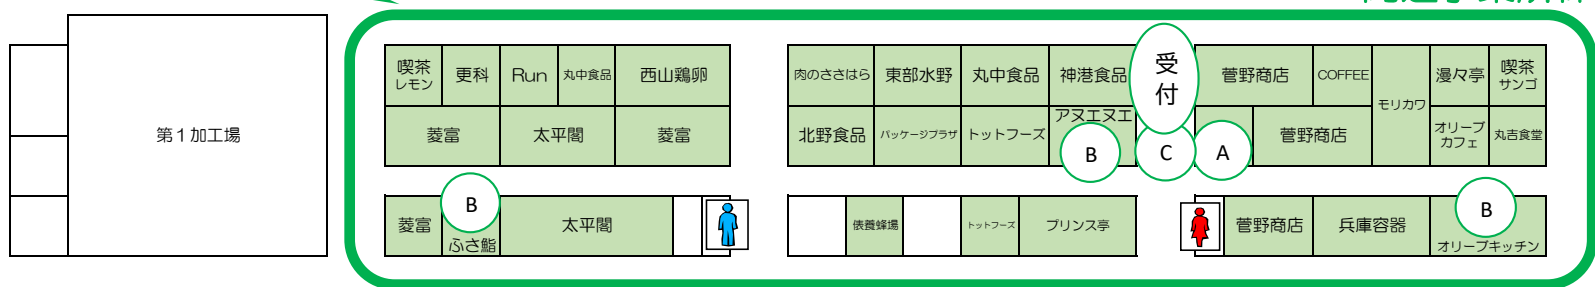 第1加工場
喫茶
レモン
更科
Run
丸中食品
西山鶏卵
菱富
太平閣
菱富
菱富
B
ふさ鮨
太平閣
肉のささはら
東部水野
丸中食品
神港食品
受
付
菅野商店
COFFEE
モリカワ
漫々亭
喫茶
サンゴ
北野食品
パッケージプラザ
トットフーズ
アヌエヌエ
B
C
A
菅野商店
オリーブ
カフェ
丸吉食堂
俵養蜂場
トットフーズ
プリンス亭
菅野商店
兵庫容器
B
オリーブキッチン